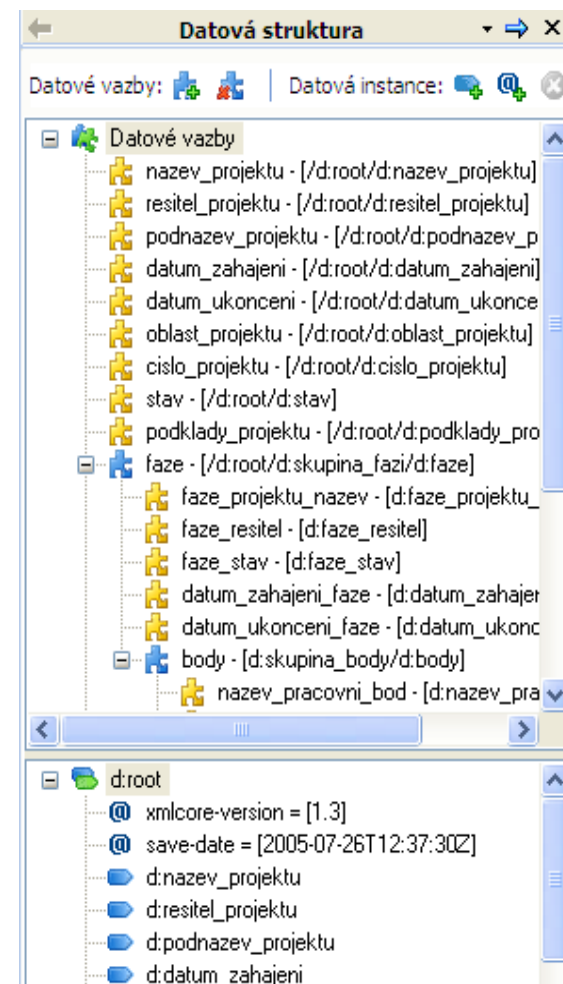 Datová struktura
Datové vazby: Datová instance:
Datové vazby
nazev_projektu - [/d:root/d:nazev_projektu]
resitel_projektu - [/d:root/d:resitel_projektu]
podnazev_projektu - [/d:root/d:podnazev_p
datum_zahajeni - [/d:root/d:datum_zahajeni]
datum_ukonceni - [/d:root/d:datum_ukonce
oblast_projektu - [/d:root/d:oblast_projektu]
cislo_projektu - [/d:root/d:cislo_projektu]
stav - [/d:root/d:stav]
podklady_projektu - [/d:root/d:podklady_pro
faze - [/d:root/d:skupina_fazi/d:faze]
faze_projektu_nazev - [d:faze_projektu_
faze_resitel - [d:faze_resitel]
faze_stav - [d:faze_stav]
datum_zahajeni_faze - [d:datum_zahajer
datum_ukonceni_faze - [d:datum_ukonc
body - [d:skupina_body/d:body]
nazev_pracovni_bod - [d:nazev_pra
d:root
xmlcore-version = [1.3]
save-date = [2005-07-26T12:37:30Z]
d:nazev_projektu
d:resitel_projektu
d:podnazev_projektu
d:datum_zahajeni